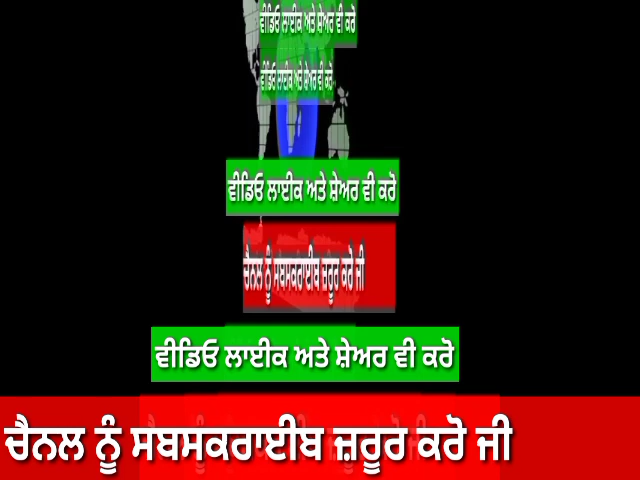 ਵੀਡਿਓ ਲਾਈਕ ਅਤੇ ਸ਼ੇਅਰ ਵੀ ਕਰੋ
ਵੀਡਿਓ ਲਾਈਕ ਅਤੇ ਸ਼ੇਅਰ ਵੀ ਕਰੋ
ਵੀਡਿਓ ਲਾਈਕ ਅਤੇ ਸ਼ੇਅਰ ਵੀ ਕਰੋ
ਚੈਨਲ ਨੂੰ ਸਬਸਕਰਾਈਬ ਜ਼ਰੂਰ ਕਰੋ ਜੀ
ਵੀਡਿਓ ਲਾਈਕ ਅਤੇ ਸ਼ੇਅਰ ਵੀ ਕਰੋ
ਚੈਨਲ ਨੂੰ ਸਬਸਕਰਾਈਬ ਜ਼ਰੂਰ ਕਰੋ ਜੀ